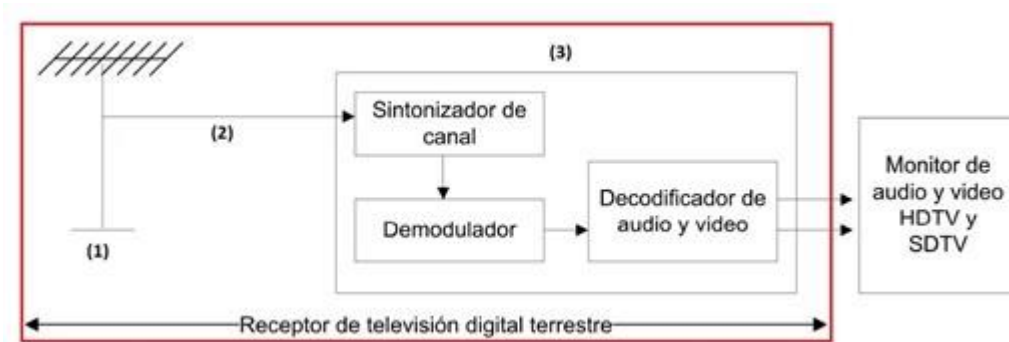 (3)
Sintonizador de
canal
(2)
Demodulador
Decodificador de
audio y video
Monitor de
audio y video
HDTV y
SDTV
(1)
Receptor de televisión digital terrestre